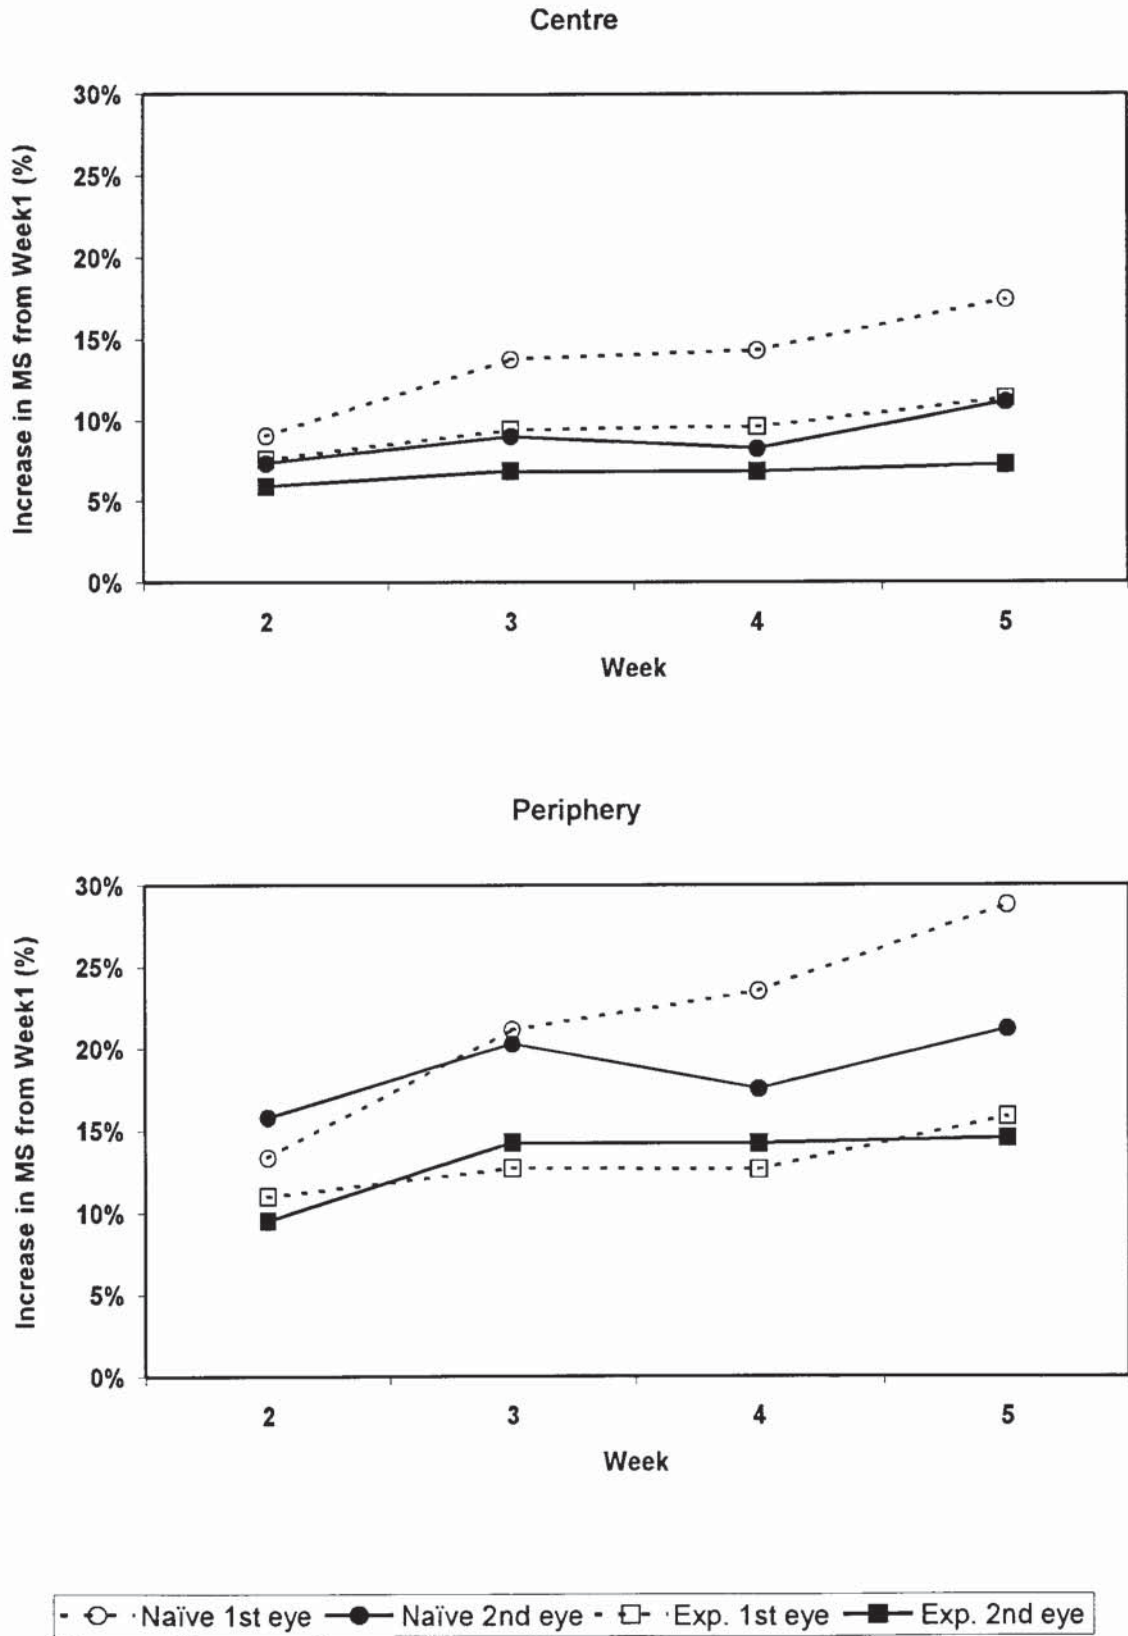 Centre
Increase in MS from Week1 (%)
30%
25%
20%
15%
10%
5%
0%
2 3 4 5
Week
Periphery
Increase in MS from Week1 (%)
30%
25%
20%
15%
10%
5%
0%
2 3 4 5
Week
Naïve 1st eye Naïve 2nd eye Exp. 1st eye Exp. 2nd eye